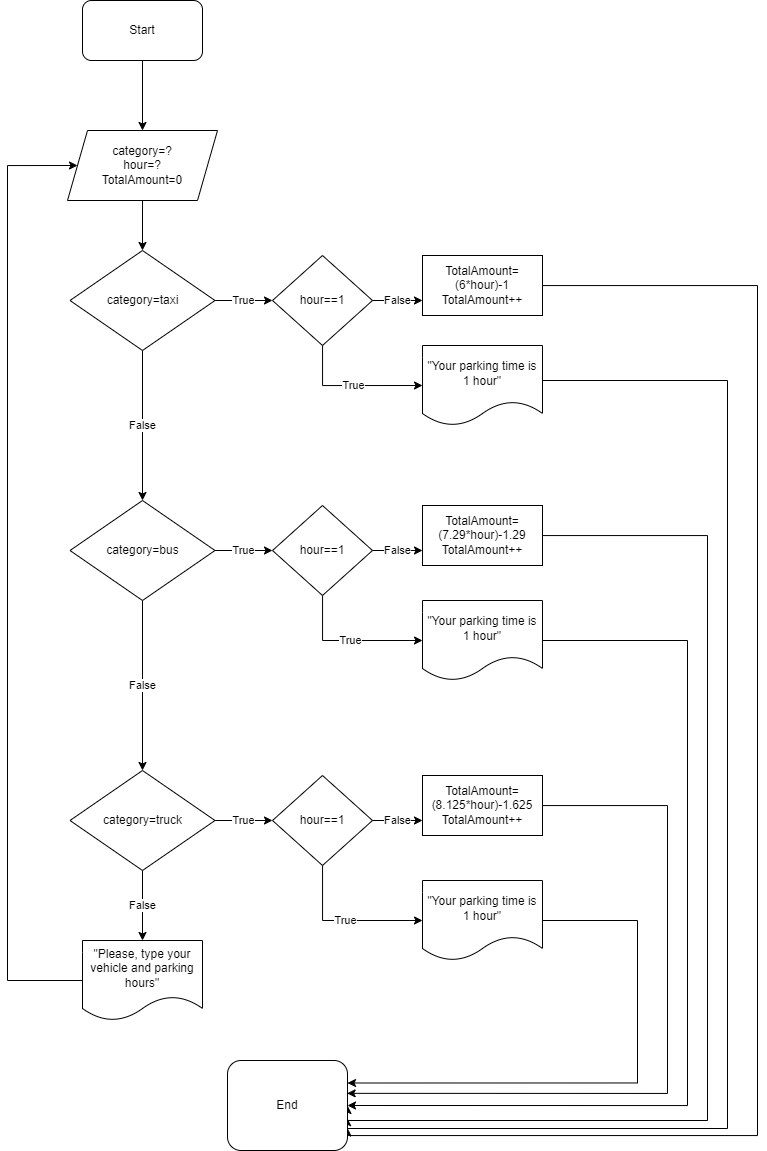 Start
category=?
hour=?
TotalAmount=0
category=taxi
True
hour==1
False
TotalAmount=
(6*hour)-1
TotalAmount++
True
"Your parking time is
1 hour"
False
category=bus
True
hour==1
False
TotalAmount=
(7.29*hour)-1.29
TotalAmount++
True
"Your parking time is
1 hour"
False
category=truck
True
hour==1
False
TotalAmount=
(8.125*hour)-1.625
TotalAmount++
True
"Your parking time is
1 hour"
False
"Please, type your
vehicle and parking
hours"
End